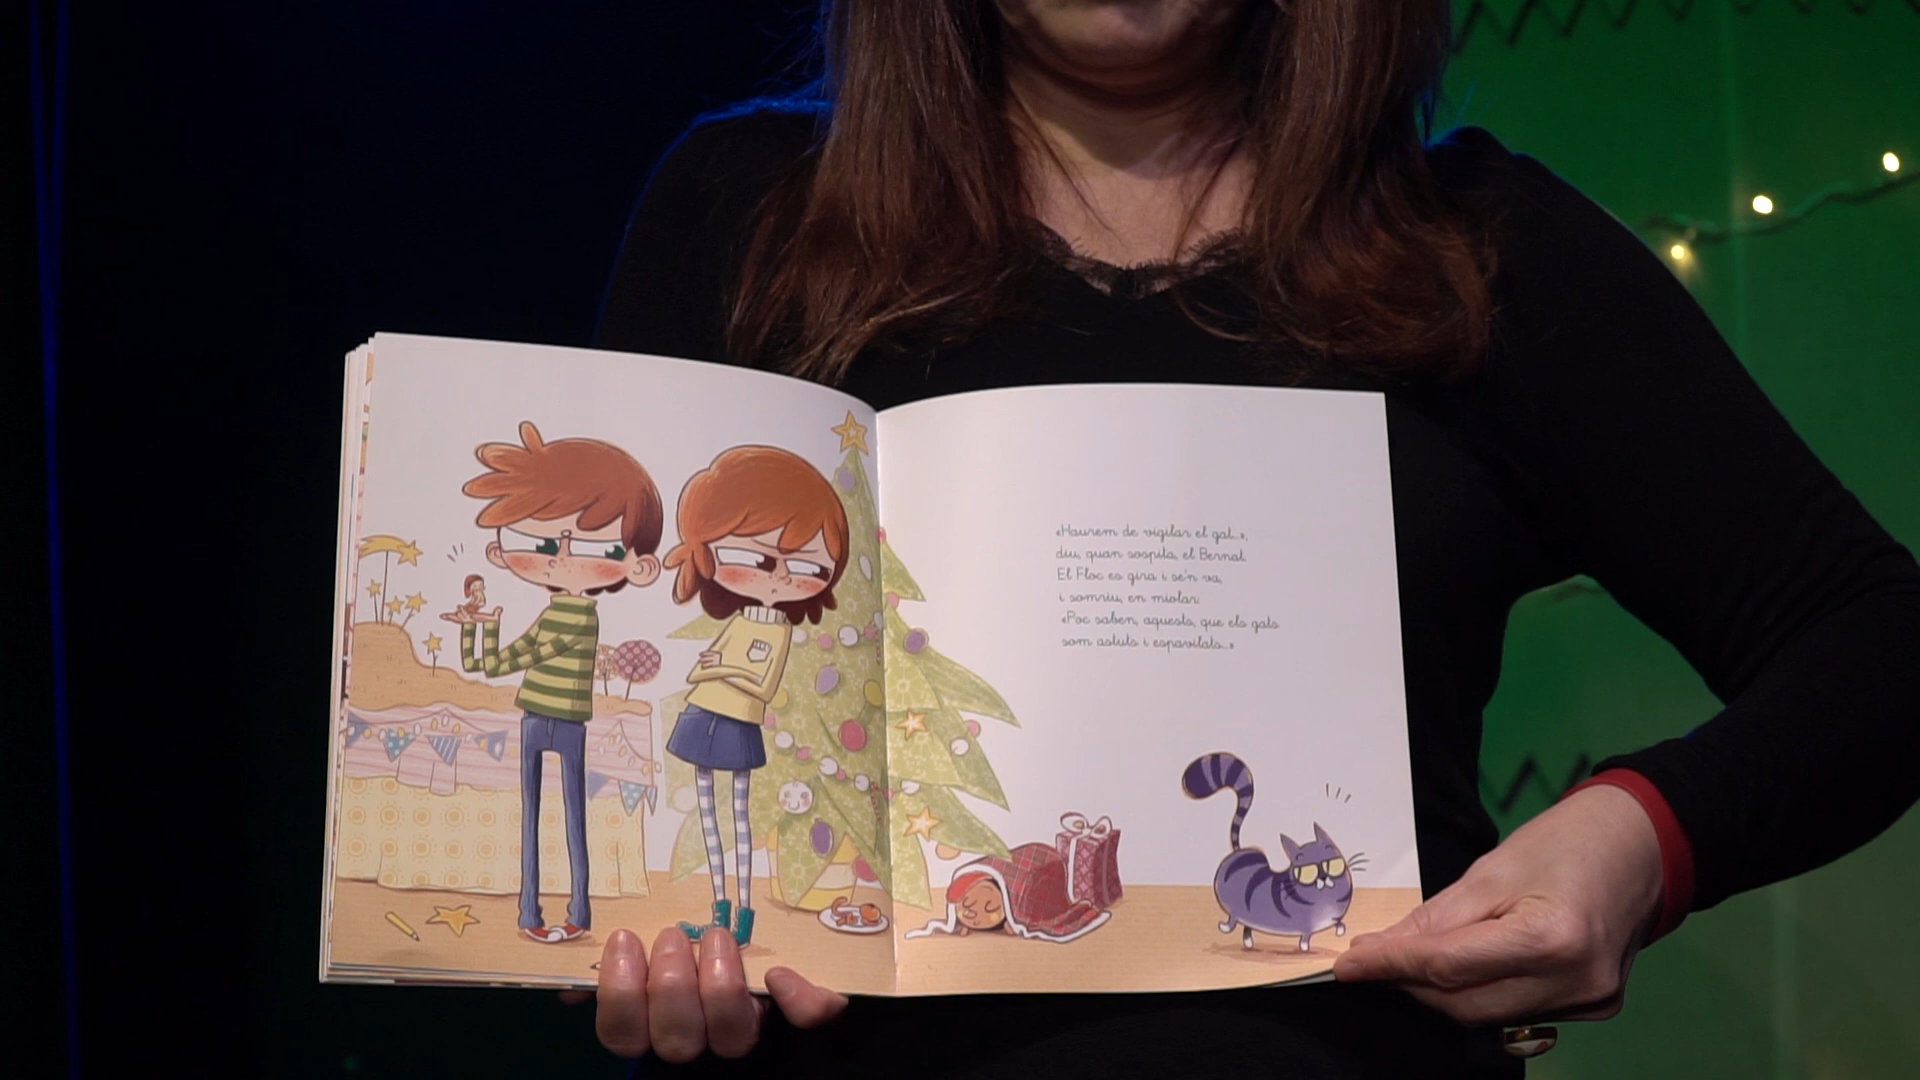 «Haurem de vigilar el gat...»,
diu, quan sospita, el Bernat.
El Floc es gira i se'n va,
i somriu, en miolar:
«Poc saben, aquests, que els gats
som astuts i espavilats...»